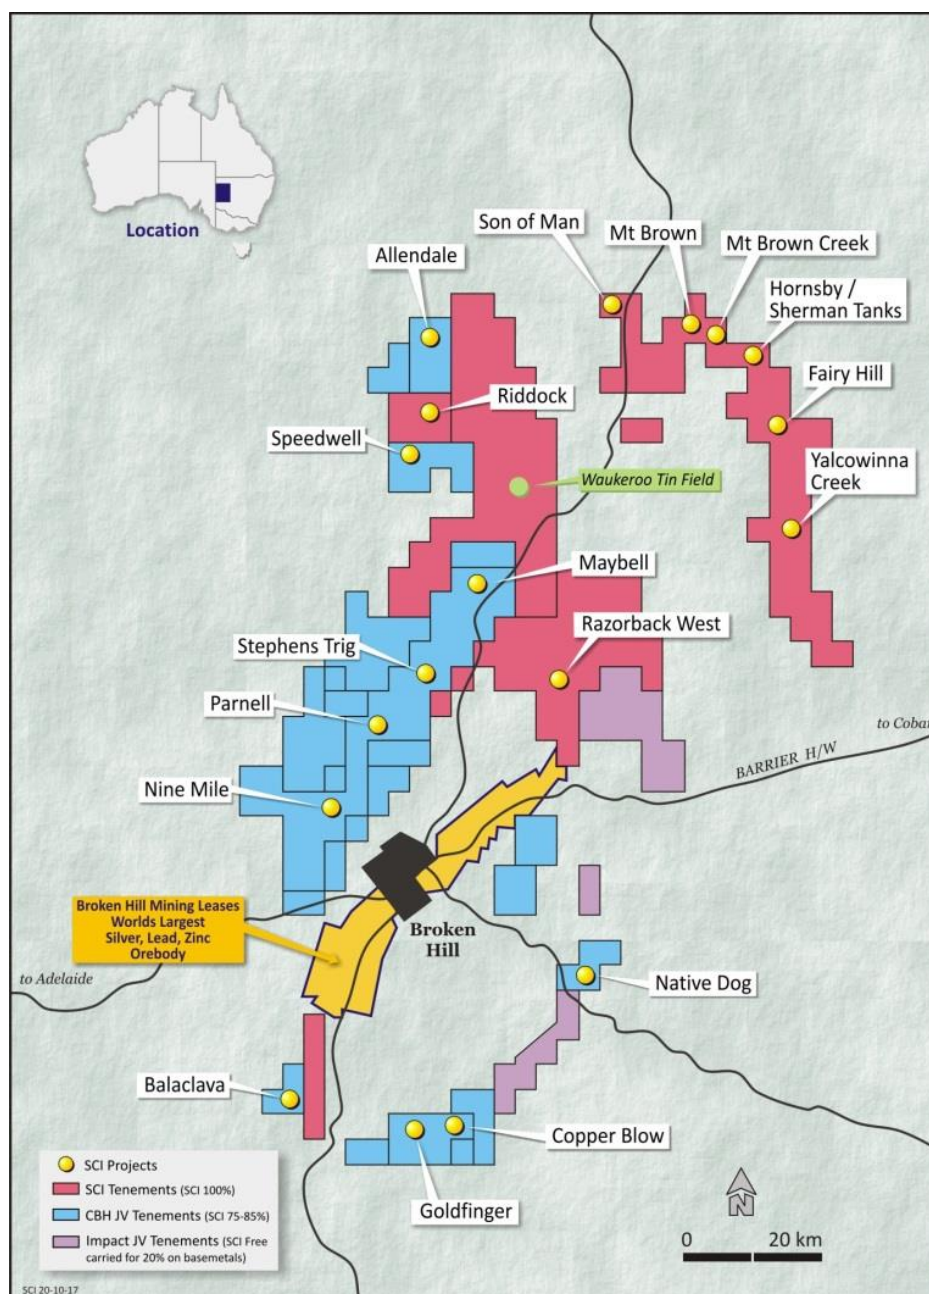 Location
Son of Man
Mt Brown
Mt Brown Creek
Allendale
Hornsby /
Sherman Tanks
Riddock
Fairy Hill
Speedwell
Yalcowinna
Creek
Waukeroo Tin Field
Maybell
Stephens Trig
Razorback West
Parnell
to Cobar
BARRIER H/W
Nine Mile
Broken Hill Mining Leases
Worlds Largest
Silver, Lead, Zinc
Orebody
Broken
Hill
to Adelaide
Native Dog
Balaclava
Copper Blow
Goldfinger
SCI Projects
SCI Tenements (SCI 100%)
CBH JV Tenements (SCI 75-85%)
Impact JV Tenements (SCI Free
carried for 20% on basemetals)
N
0 20 km
SCI 20-10-17